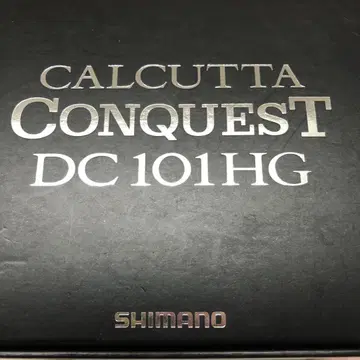 CALCUTTA
CONQUEST
DC 101HG
SHIMANO